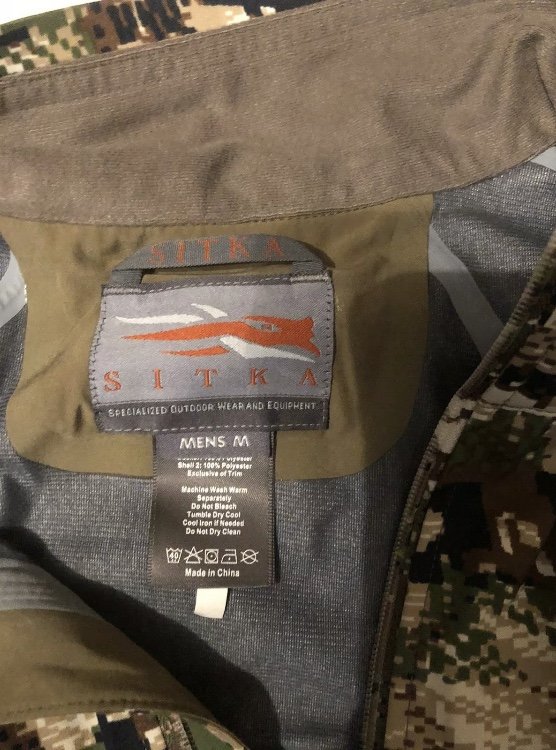 SITKA
SITKA
SPECIALIZED OUTDOOR WEAR AND EQUIPMENT
MENS M
Shell 2: 100% Polyester
Exclusive of Trim
Machine Wash Warm
Separately
Do Not Bleach
Tumble Dry Cool
Cool Iron if Needed
Do Not Dry Clean
40
Made in China